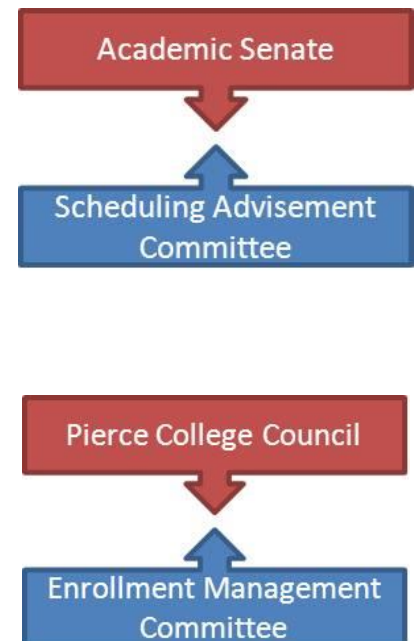 Academic Senate
Scheduling Advisement
Committee
Pierce College Council
Enrollment Management
Committee